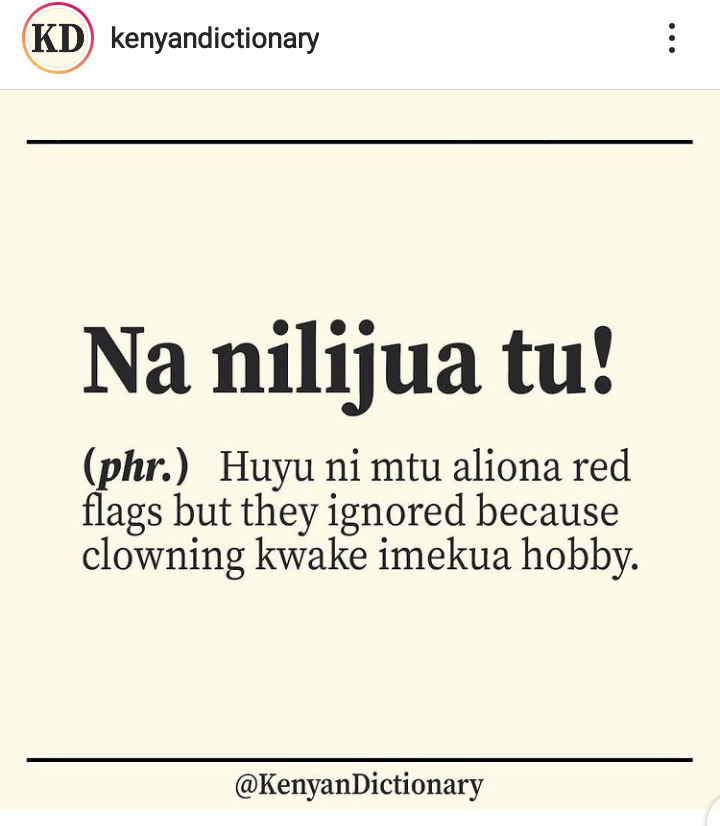 KD kenyandictionary
Na nilijua tu!
(phr.) Huyu ni mtu aliona red
flags but they ignored because
clowning kwake imekua hobby.
@KenyanDictionary